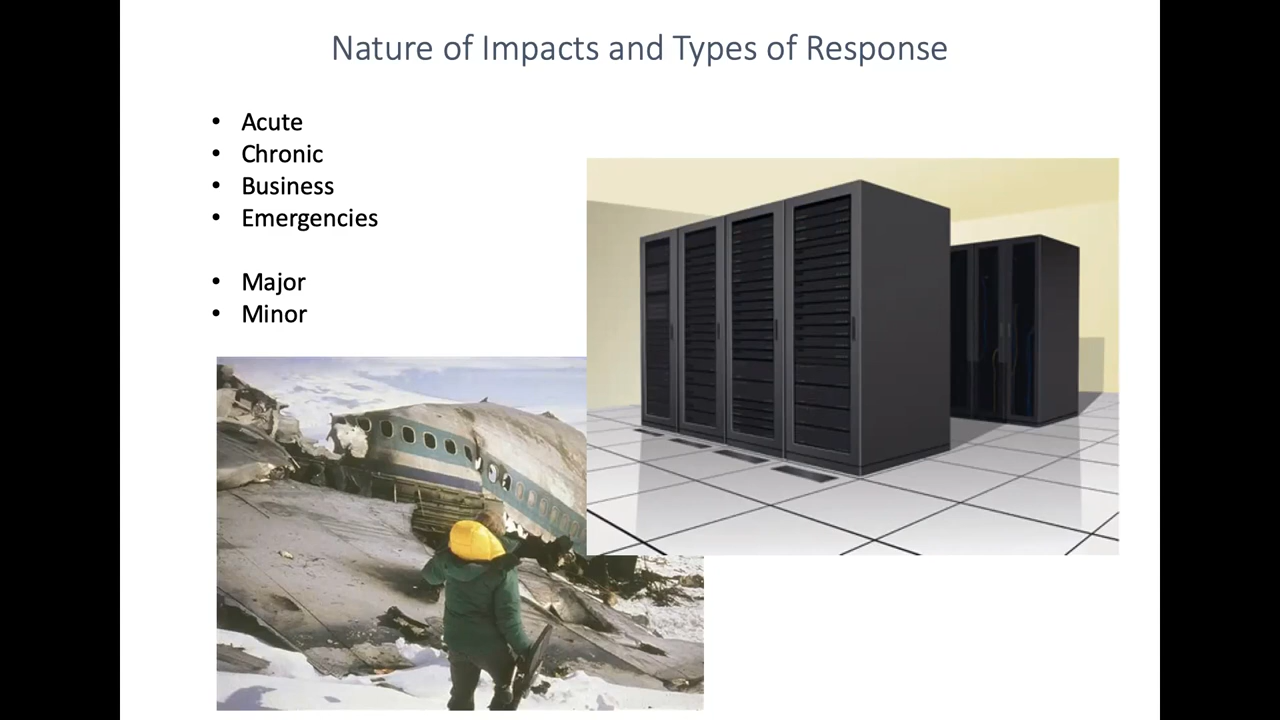 Nature of Impacts and Types of Response
• Acute
• Chronic
• Business
• Emergencies
• Major
• Minor